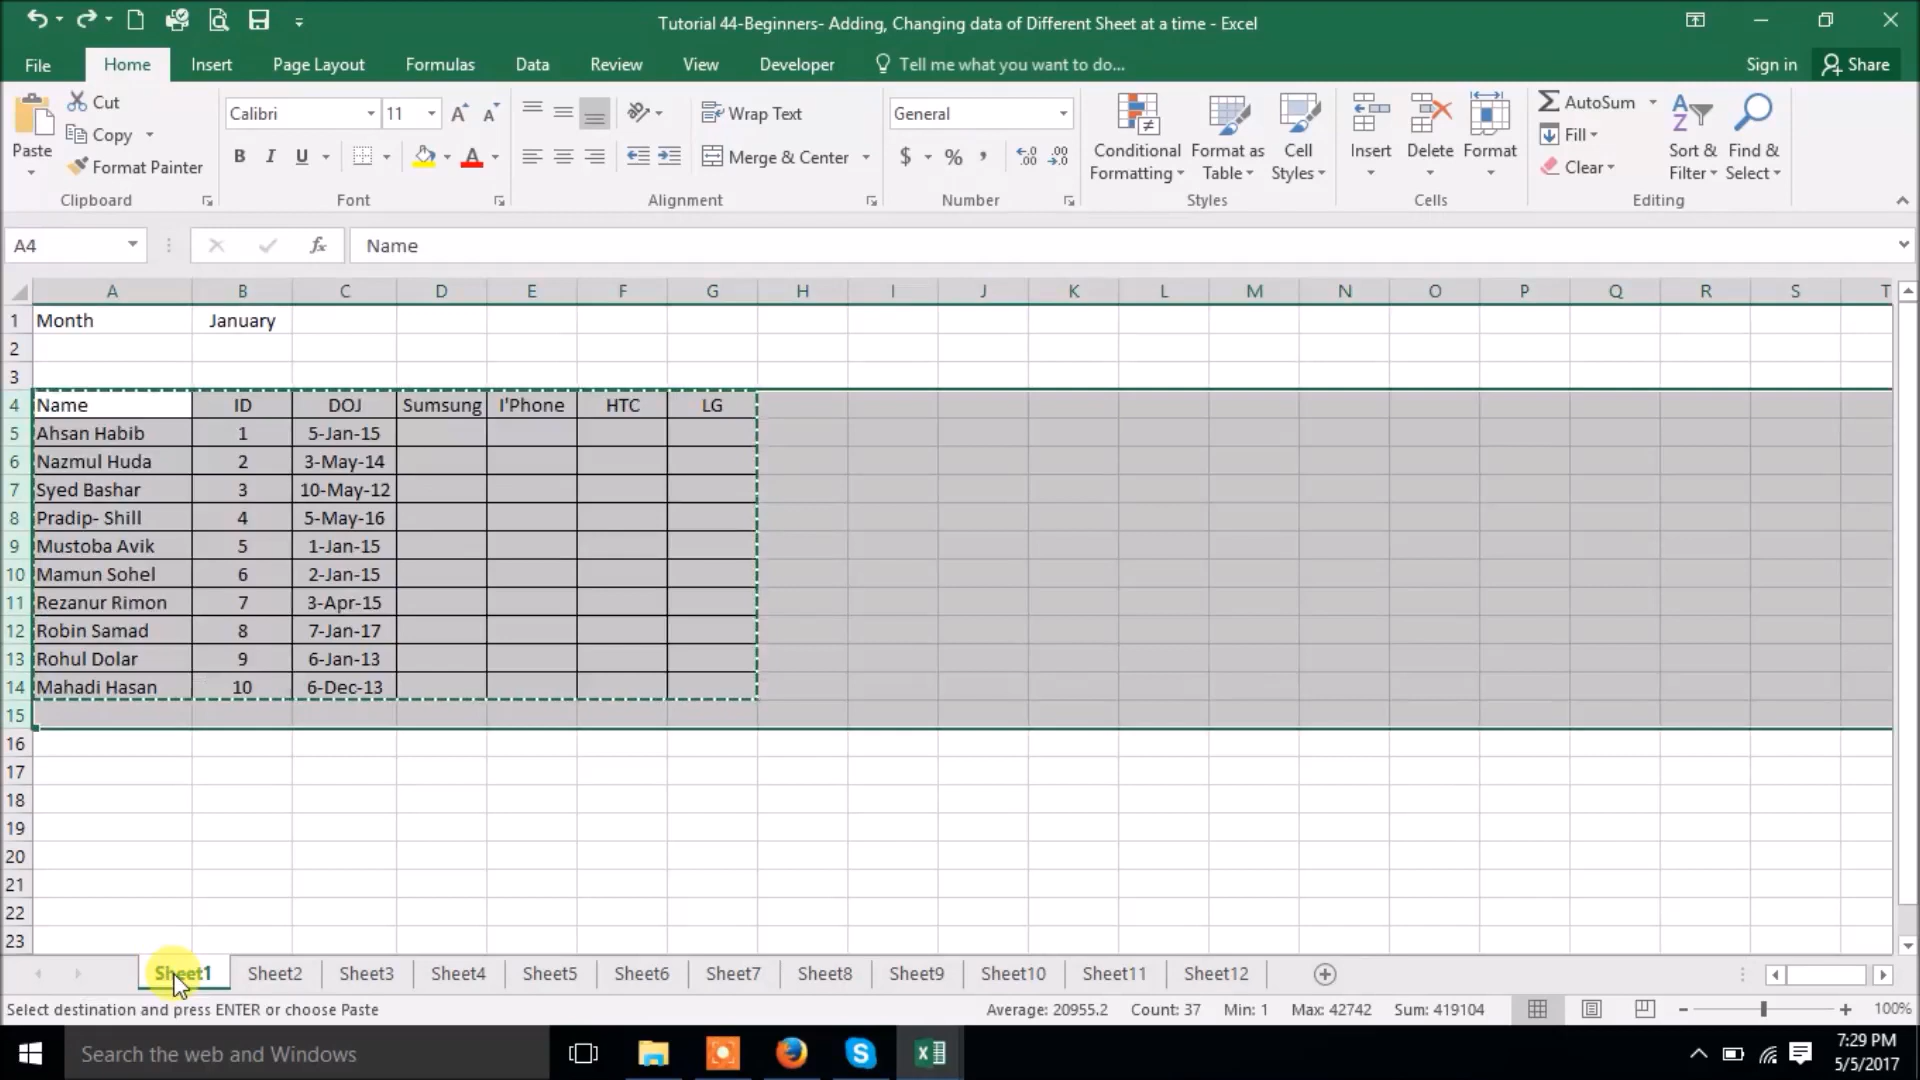 Tutorial 44-Beginners- Adding, Changing data of Different Sheet at a time - Excel
File Home Insert Page Layout Formulas Data Review View Developer Tell me what you want to do... Sign in Share
Paste Cut Copy Format Painter Clipboard
Calibri 11 B I U A Font
Wrap Text Merge & Center Alignment
General $ % , .00 .0 Number
Conditional Formatting Format as Table Cell Styles Styles
Insert Delete Format Cells
AutoSum Fill Clear Sort & Filter Find & Select Editing
A4 fx Name
A B C D E F G H I J K L M N O P Q R S T
1 Month January
2
3
4 Name ID DOJ Sumsung I'Phone HTC LG
5 Ahsan Habib 1 5-Jan-15
6 Nazmul Huda 2 3-May-14
7 Syed Bashar 3 10-May-12
8 Pradip- Shill 4 5-May-16
9 Mustoba Avik 5 1-Jan-15
10 Mamun Sohel 6 2-Jan-15
11 Rezanur Rimon 7 3-Apr-15
12 Robin Samad 8 7-Jan-17
13 Rohul Dolar 9 6-Jan-13
14 Mahadi Hasan 10 6-Dec-13
15
16
17
18
19
20
21
22
23
Sheet1 Sheet2 Sheet3 Sheet4 Sheet5 Sheet6 Sheet7 Sheet8 Sheet9 Sheet10 Sheet11 Sheet12
Select destination and press ENTER or choose Paste Average: 20955.2 Count: 37 Min: 1 Max: 42742 Sum: 419104 100%
Search the web and Windows 7:29 PM
5/5/2017